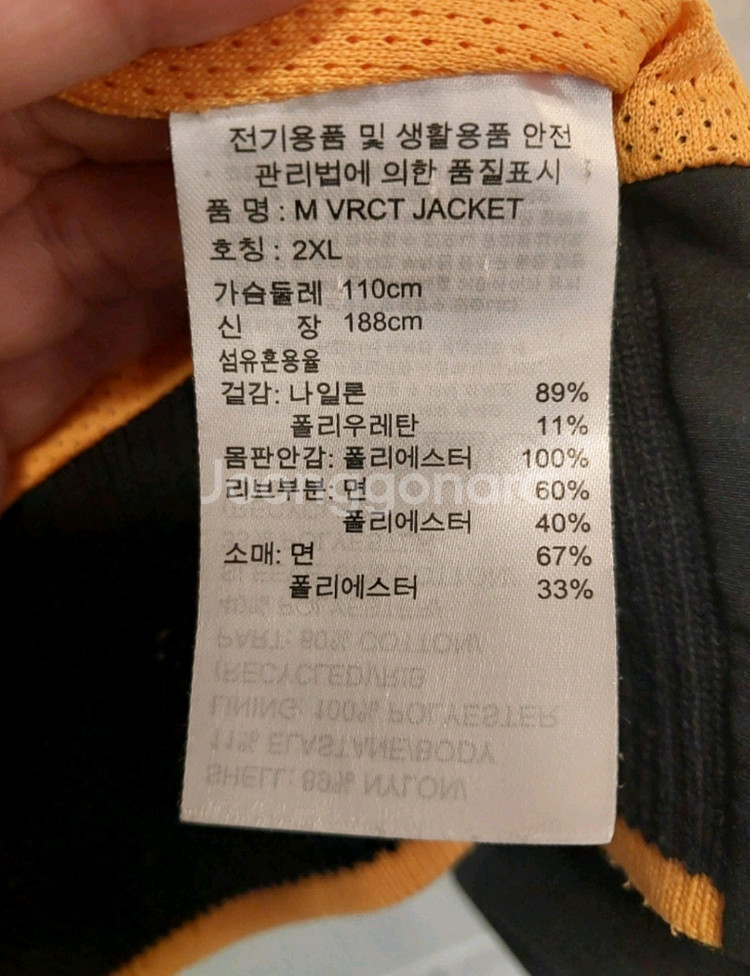 전기용품 및 생활용품 안전
관리법에 의한 품질표시
품 명 : M VRCT JACKET
호칭 : 2XL
가슴둘레 110cm
신 장 188cm
섬유혼용율
겉감: 나일론 89%
폴리우레탄 11%
몸판안감: 폴리에스터 100%
리브부분: 면 60%
폴리에스터 40%
소매: 면 67%
폴리에스터 33%
Joonggonara